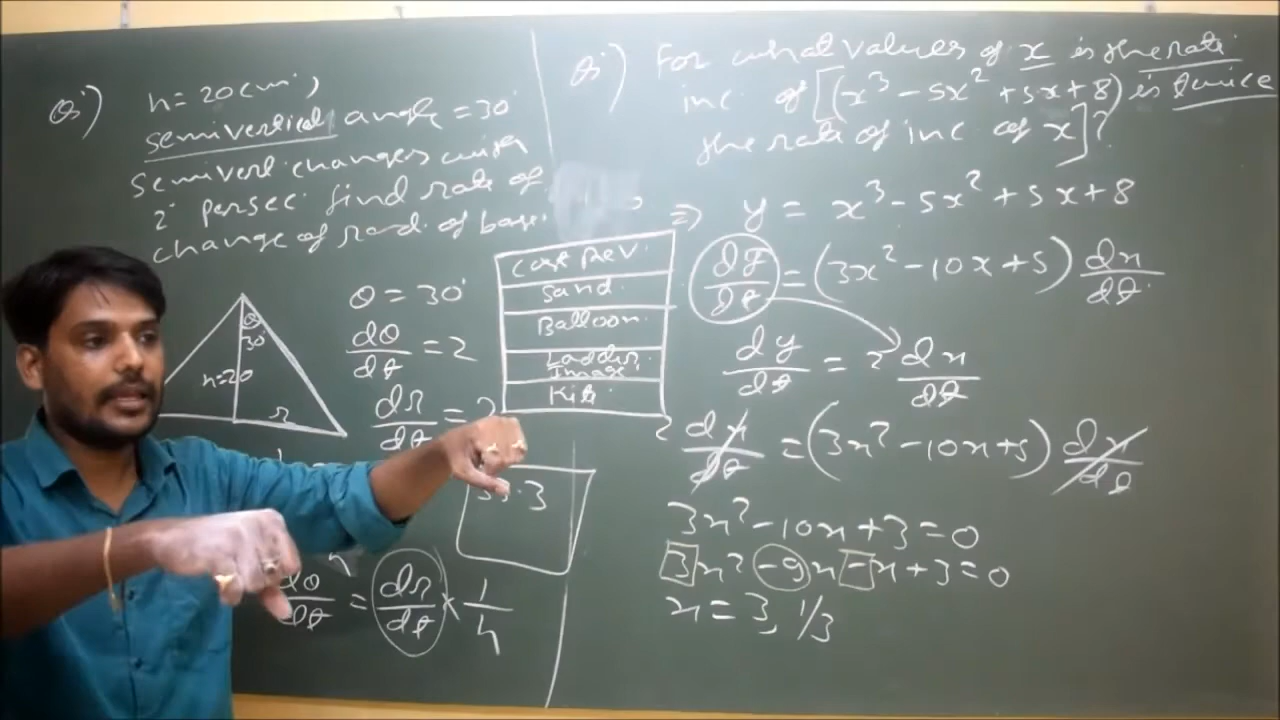 Q:) h=20cm,
semivertical angle = 30°
semivert. changes with
2° per sec. find rate of
change of rad. of base.
θ
30°
h=20
r
θ = 30°
dθ/dt = 2
dr/dt = ?
dθ/dt = dr/dt × 1/h
Cost Rev.
Sand.
Balloon.
Ladder,
Image,
Kite.
Q:) For what values of x is the rate
inc. of [(x³ - 5x² + 5x + 8) is twice
the rate of inc of x]?
⇒ y = x³ - 5x² + 5x + 8
dy/dt = (3x² - 10x + 5) dx/dt
dy/dt = 2 dx/dt
2 dx/dt = (3x² - 10x + 5) dx/dt
3x² - 10x + 3 = 0
3x² - 9x - x + 3 = 0
x = 3, 1/3